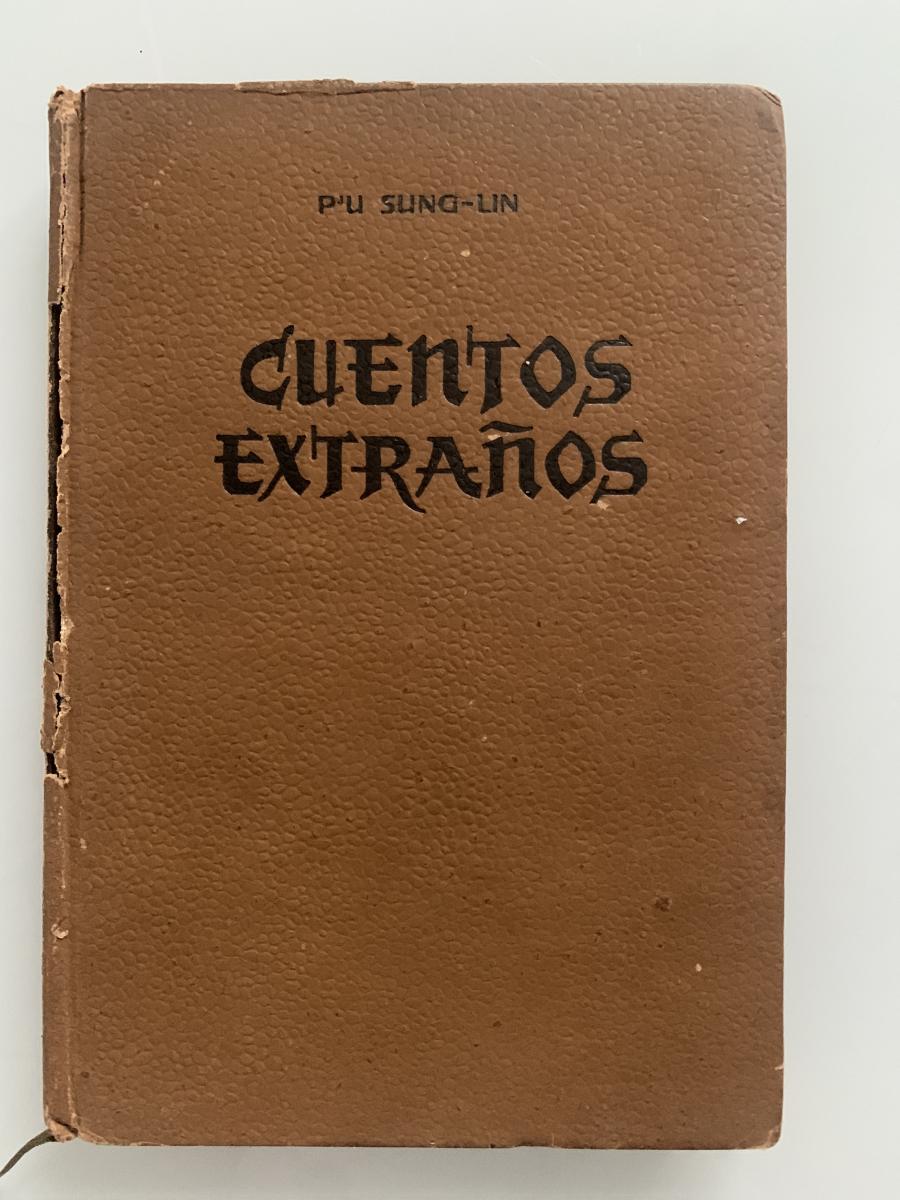 P'U SUNG-LIN
CUENTOS
EXTRAÑOS